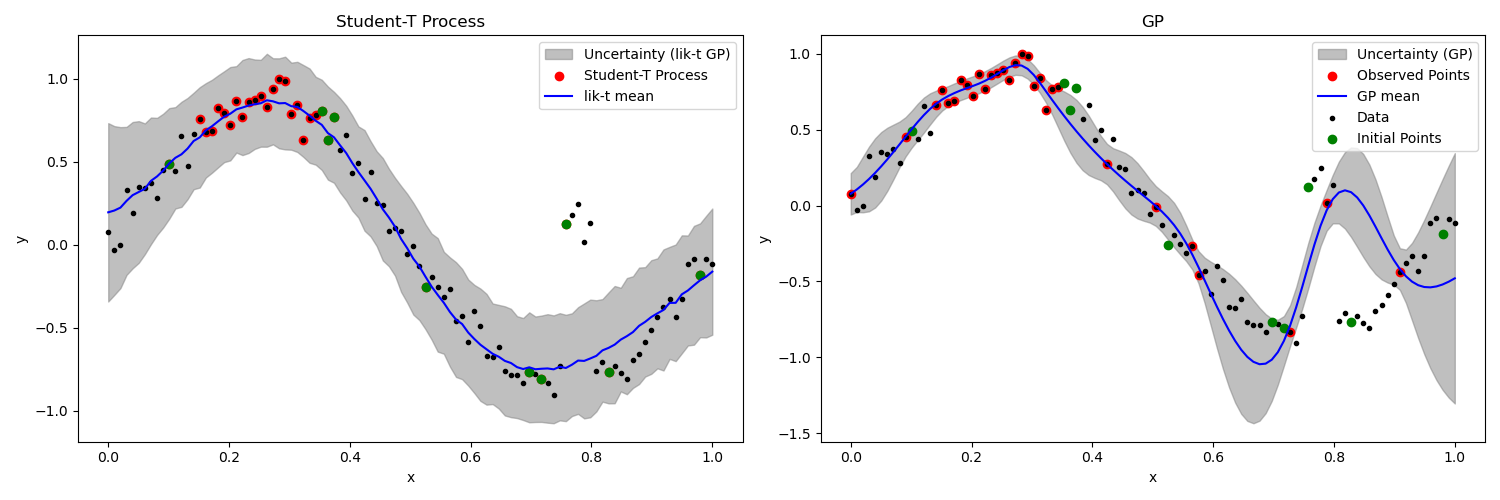 Student-T Process
Uncertainty (lik-t GP)
Student-T Process
lik-t mean
y
1.0
0.5
0.0
−0.5
−1.0
0.0 0.2 0.4 0.6 0.8 1.0
x
GP
Uncertainty (GP)
Observed Points
GP mean
Data
Initial Points
y
1.0
0.5
0.0
−0.5
−1.0
−1.5
0.0 0.2 0.4 0.6 0.8 1.0
x